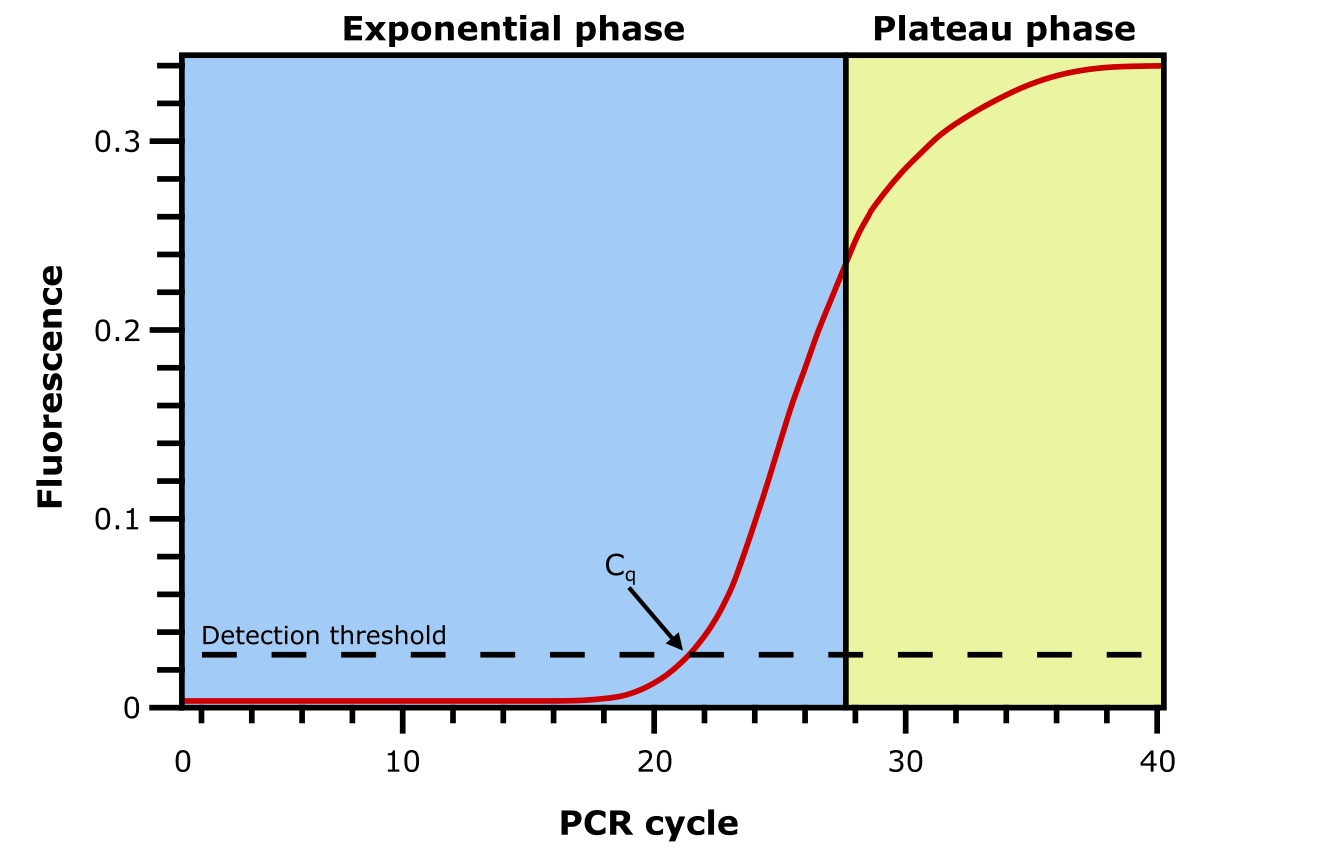 Exponential phase
Plateau phase
0.3
0.2
0.1
0
Fluorescence
Cq
Detection threshold
0
10
20
30
40
PCR cycle